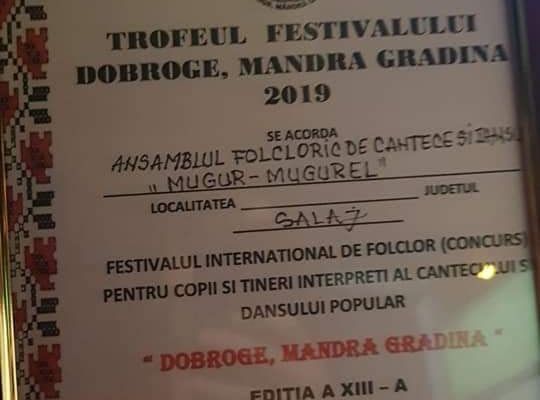 TROFEUL FESTIVALULUI
DOBROGE, MANDRA GRADINA
2019
SE ACORDA
ANSAMBLUL FOLCLORIC DE CANTECE SI
"MUGUR-MUGUREL"
LOCALITATEA JUDETUL
SALAJ
FESTIVALUL INTERNATIONAL DE FOLCLOR (CONCURS)
PENTRU COPII SI TINERI INTERPRETI AL CANTECULUI SI
DANSULUI POPULAR
" DOBROGE, MANDRA GRADINA "
EDITIA A XIII - A